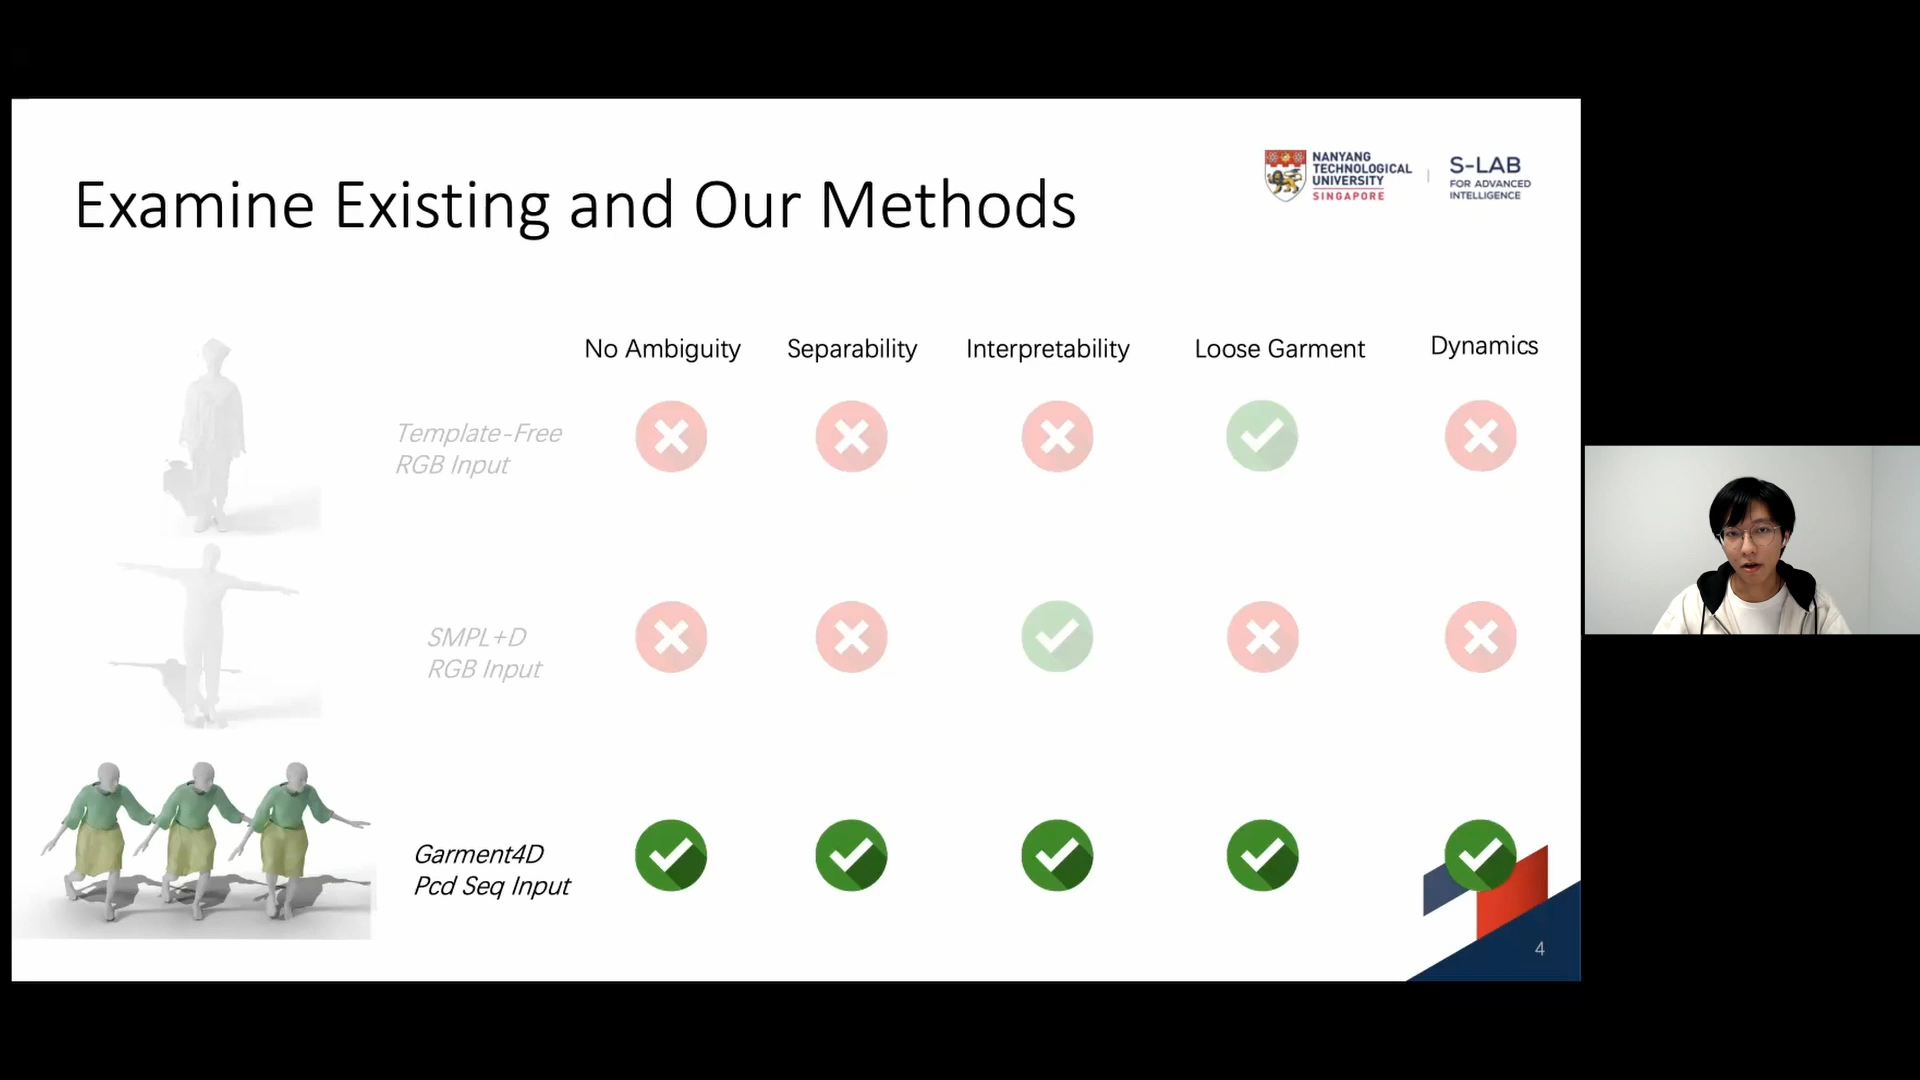 Examine Existing and Our Methods
NANYANG
TECHNOLOGICAL
UNIVERSITY
SINGAPORE
S-LAB
FOR ADVANCED
INTELLIGENCE
No Ambiguity
Separability
Interpretability
Loose Garment
Dynamics
Template-Free
RGB Input
SMPL+D
RGB Input
Garment4D
Pcd Seq Input
4